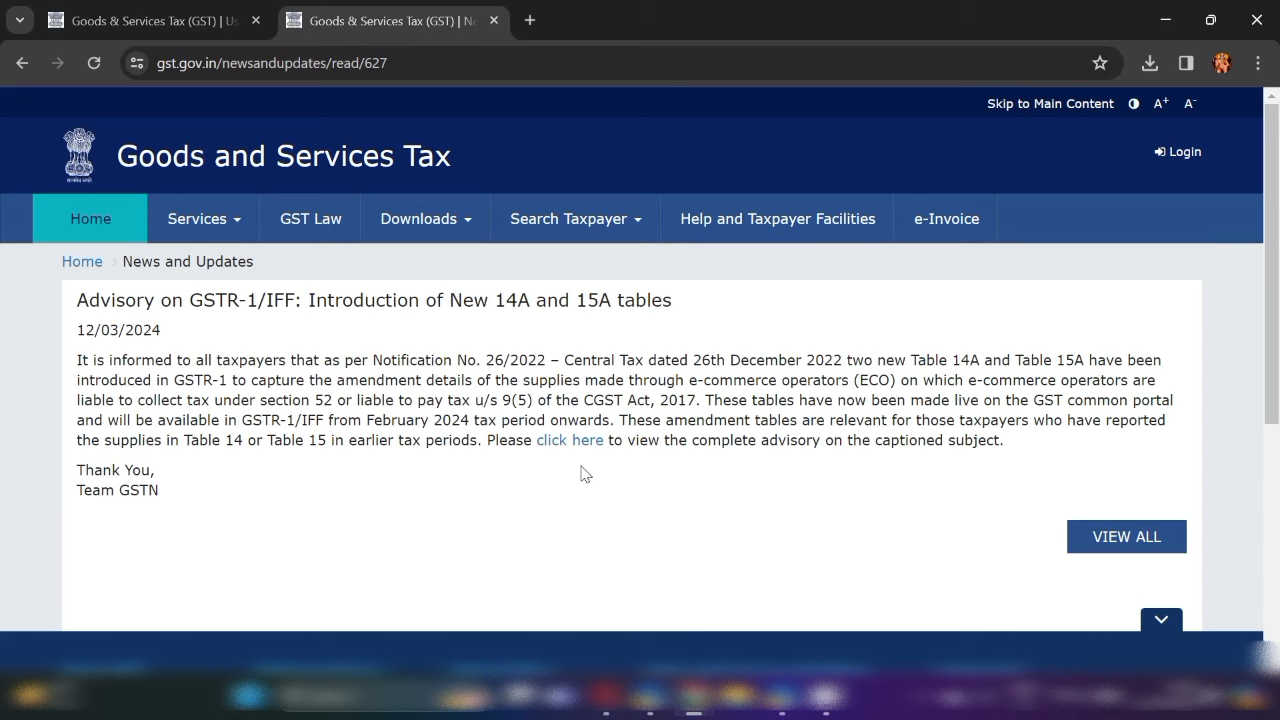 Goods & Services Tax (GST) | Us
Goods & Services Tax (GST) | Ne
gst.gov.in/newsandupdates/read/627
Skip to Main Content
A+
A-
सत्यमेव जयते
Goods and Services Tax
Login
Home
Services
GST Law
Downloads
Search Taxpayer
Help and Taxpayer Facilities
e-Invoice
Home > News and Updates
Advisory on GSTR-1/IFF: Introduction of New 14A and 15A tables
12/03/2024
It is informed to all taxpayers that as per Notification No. 26/2022 – Central Tax dated 26th December 2022 two new Table 14A and Table 15A have been
introduced in GSTR-1 to capture the amendment details of the supplies made through e-commerce operators (ECO) on which e-commerce operators are
liable to collect tax under section 52 or liable to pay tax u/s 9(5) of the CGST Act, 2017. These tables have now been made live on the GST common portal
and will be available in GSTR-1/IFF from February 2024 tax period onwards. These amendment tables are relevant for those taxpayers who have reported
the supplies in Table 14 or Table 15 in earlier tax periods. Please click here to view the complete advisory on the captioned subject.
Thank You,
Team GSTN
VIEW ALL